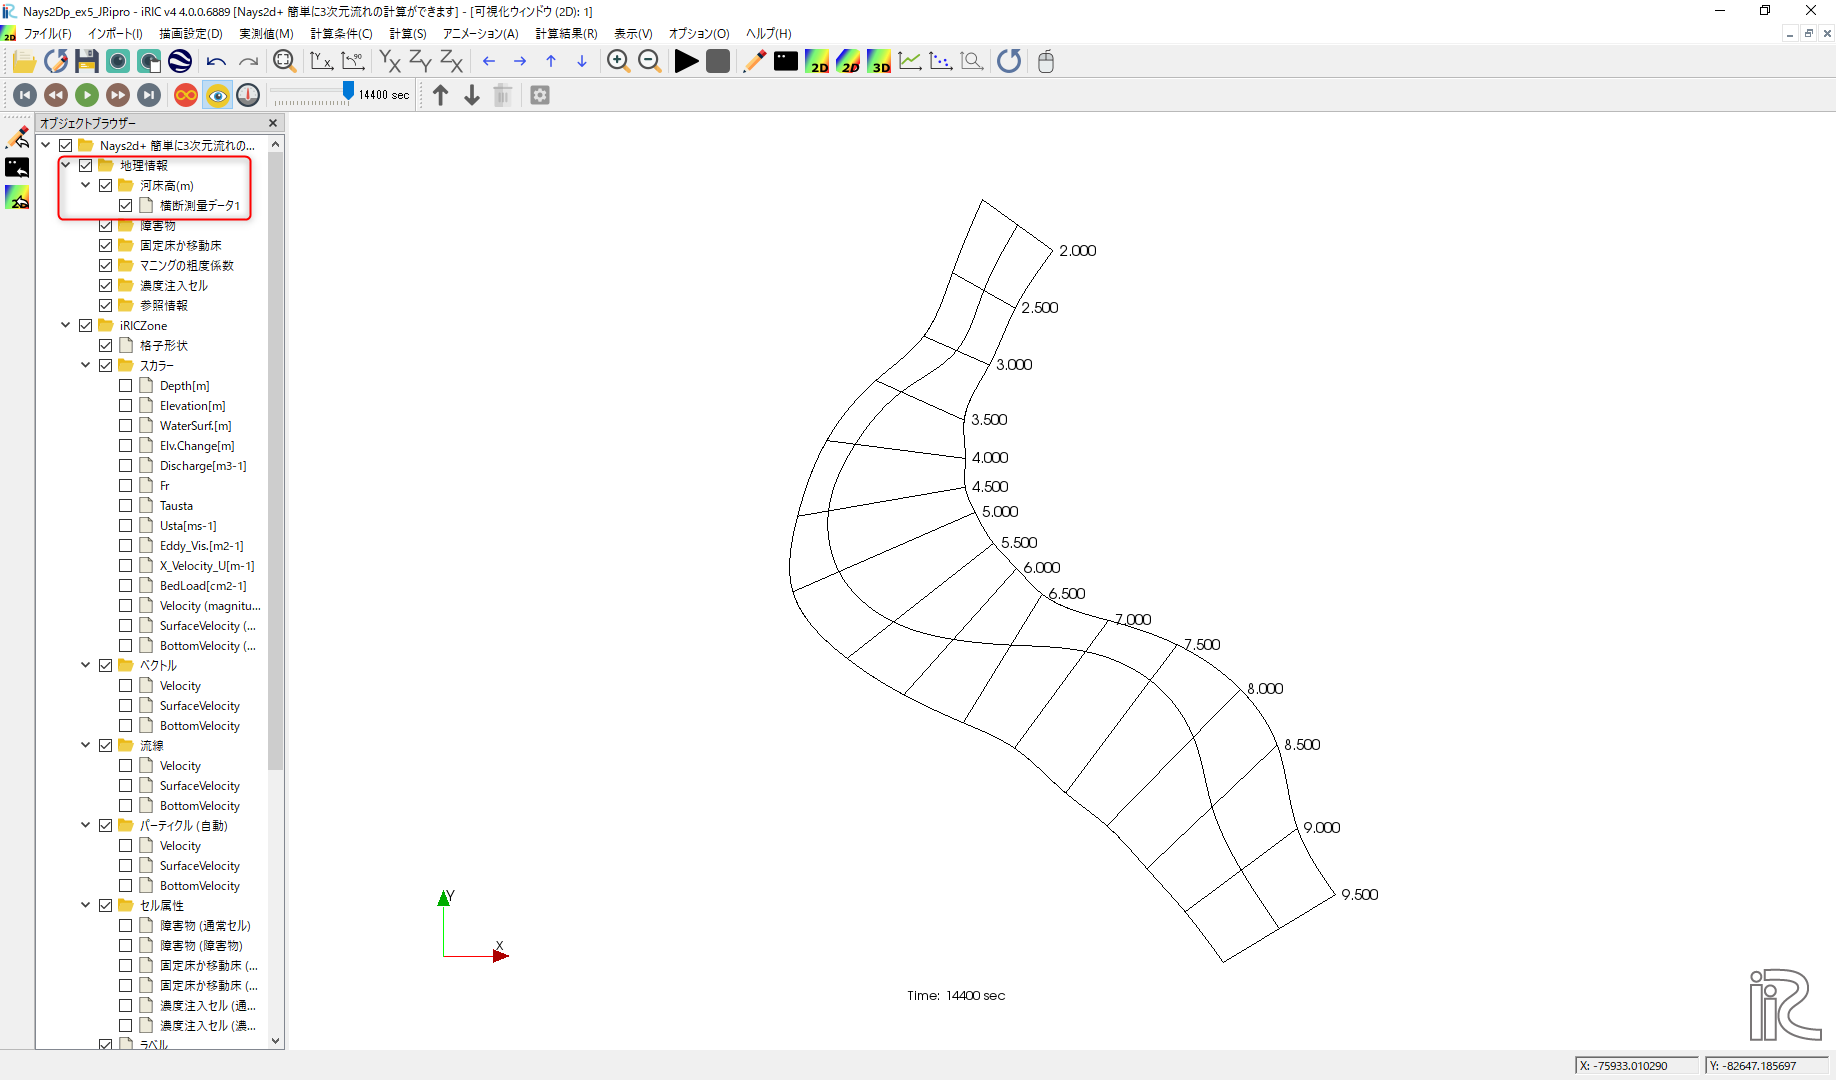 Nays2Dp_ex5_JP.ipro - iRIC v4 4.0.0.6889 [Nays2d+ 簡単に3次元流れの計算ができます] - [可視化ウィンドウ (2D): 1]
ファイル(F) インポート(I) 描画設定(D) 実測値(M) 計算条件(C) 計算(S) アニメーション(A) 計算結果(R) 表示(V) オプション(O) ヘルプ(H)
14400 sec
オブジェクトブラウザー
Nays2d+ 簡単に3次元流れの...
地理情報
河床高(m)
横断測量データ1
障害物
固定床か移動床
マニングの粗度係数
濃度注入セル
参照情報
iRICZone
格子形状
スカラー
Depth[m]
Elevation[m]
WaterSurf.[m]
Elv.Change[m]
Discharge[m3-1]
Fr
Tausta
Usta[ms-1]
Eddy_Vis.[m2-1]
X_Velocity_U[m-1]
BedLoad[cm2-1]
Velocity (magnitu...
SurfaceVelocity (...
BottomVelocity (...
ベクトル
Velocity
SurfaceVelocity
BottomVelocity
流線
Velocity
SurfaceVelocity
BottomVelocity
パーティクル (自動)
Velocity
SurfaceVelocity
BottomVelocity
セル属性
障害物 (通常セル)
障害物 (障害物)
固定床か移動床 (...
固定床か移動床 (...
濃度注入セル (通...
濃度注入セル (濃...
ラベル
2.000
2.500
3.000
3.500
4.000
4.500
5.000
5.500
6.000
6.500
7.000
7.500
8.000
8.500
9.000
9.500
Y
X
Time: 14400 sec
iRIC
X: -75933.010290
Y: -82647.185697